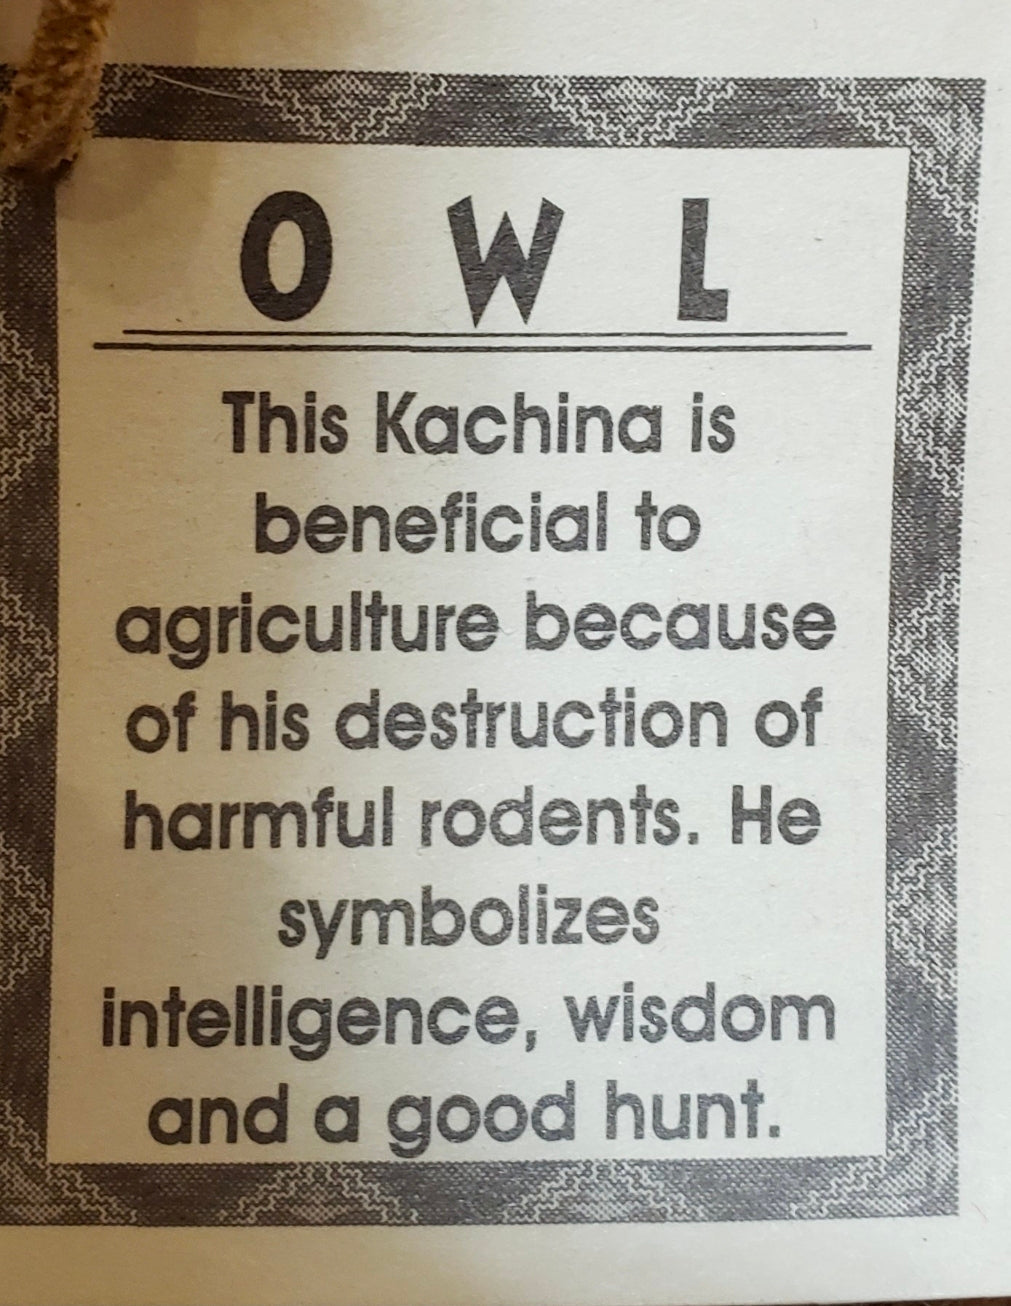 OWL
This Kachina is
beneficial to
agriculture because
of his destruction of
harmful rodents. He
symbolizes
intelligence, wisdom
and a good hunt.